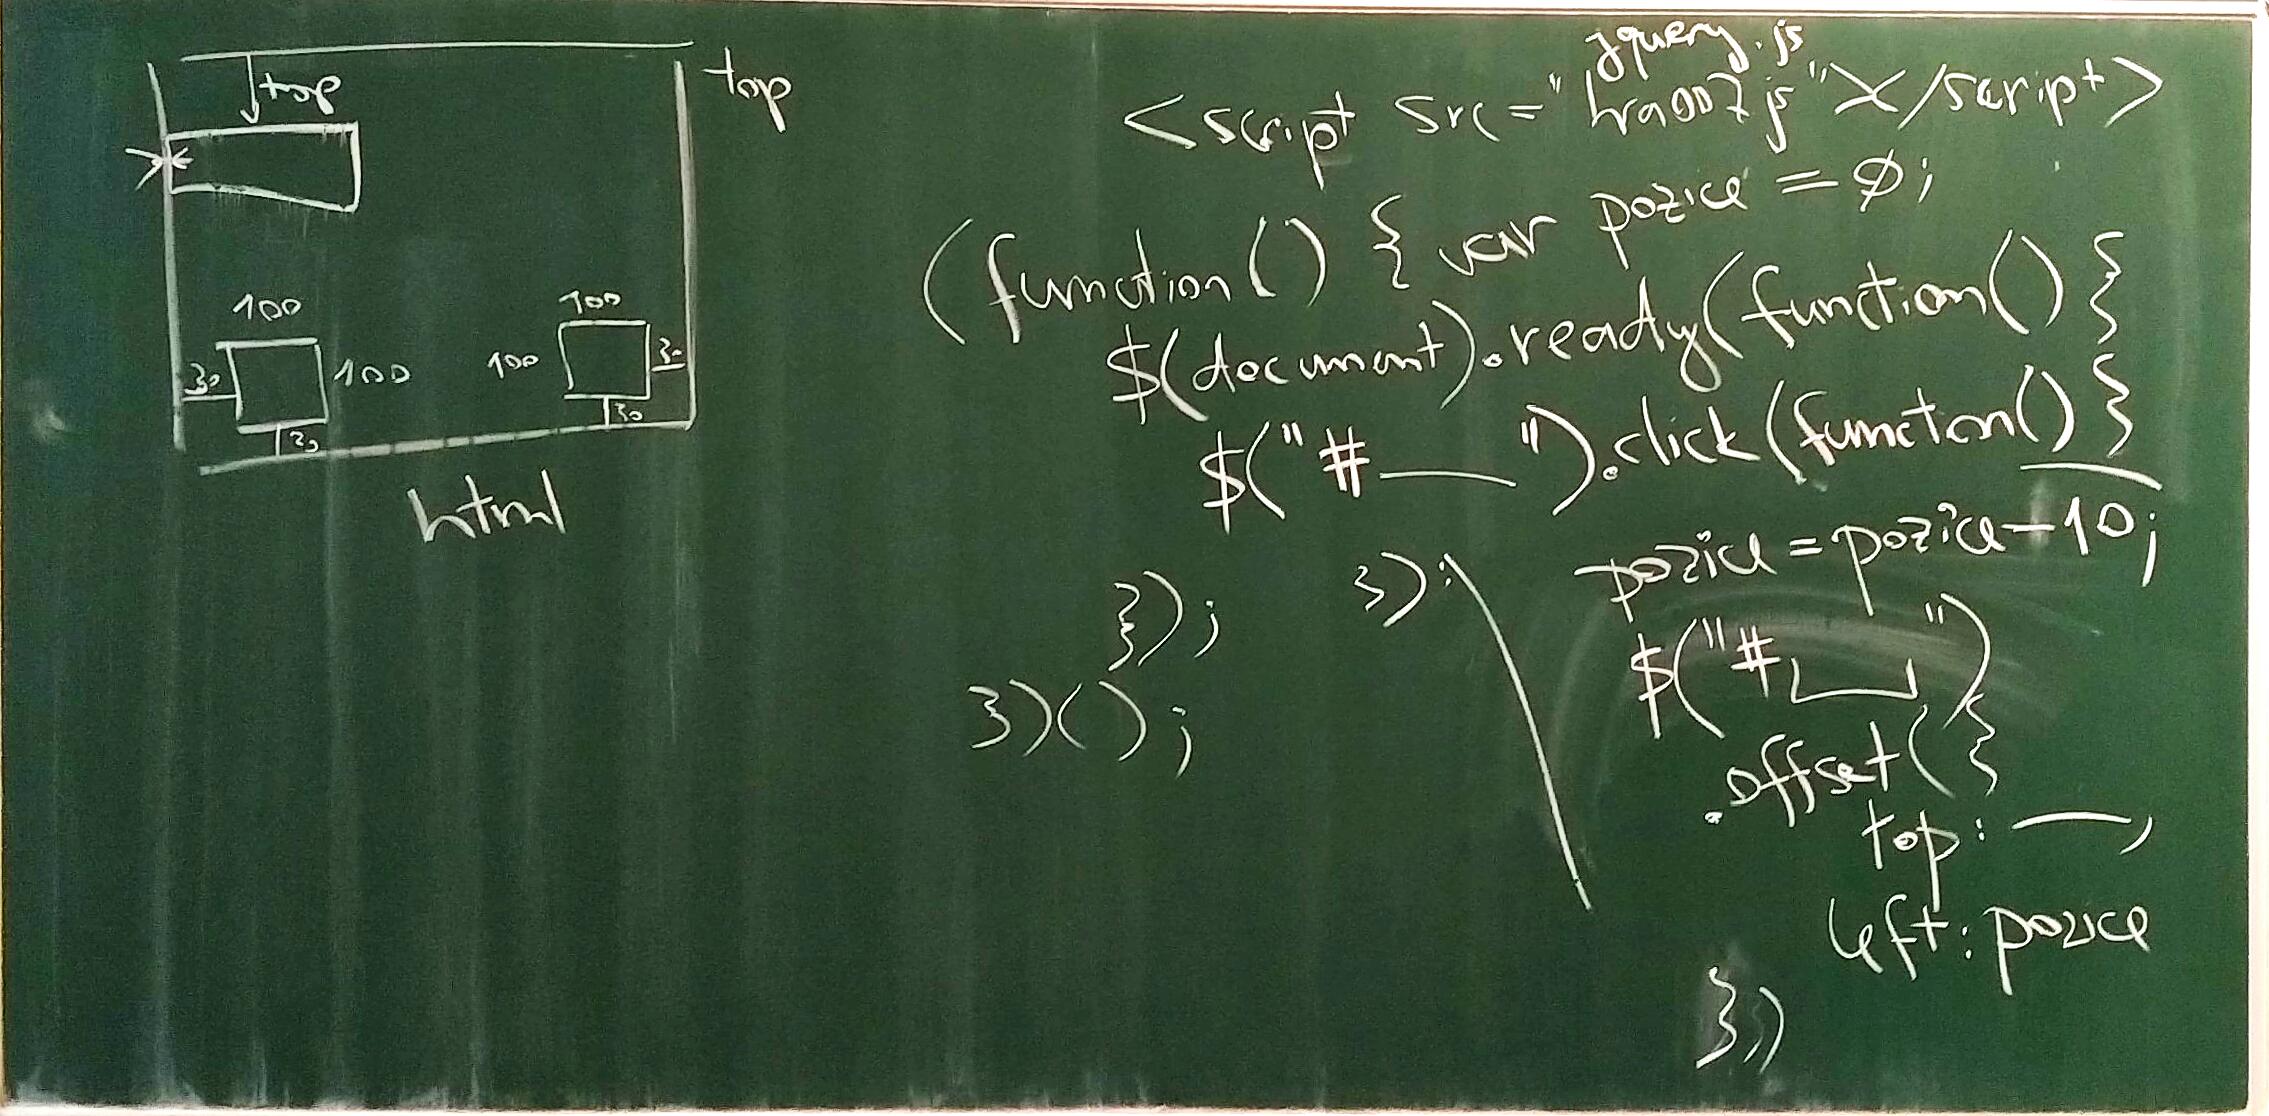 top
top
100
100
30
30
100
100
30
30
html
jquery.js
<script src="hra007.js"></script>
(function() { var pozice = 0;
$(document).ready(function() {
$("#___").click(function() {
pozice = pozice-10;
$("#___")
.offset({
top: ___,
left: pozice
})
});
});
})();